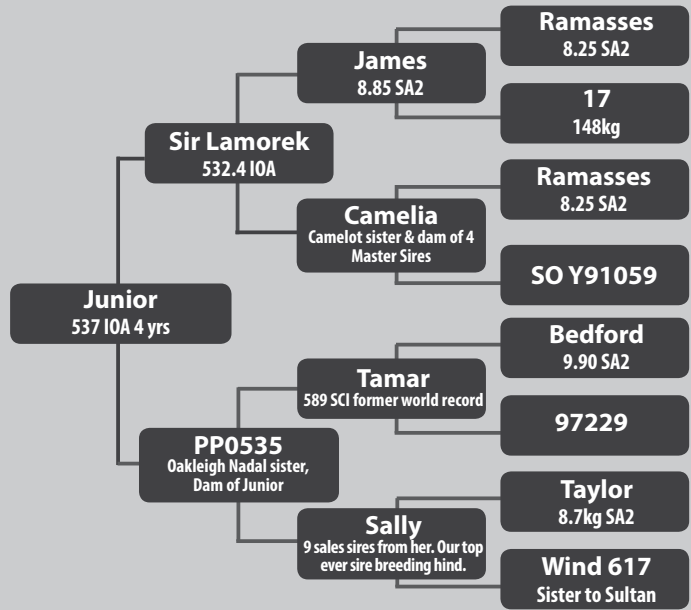 Ramasses
8.25 SA2
James
8.85 SA2
17
148kg
Sir Lamorek
532.4 IOA
Ramasses
8.25 SA2
Camelia
Camelot sister & dam of 4
Master Sires
SO Y91059
Junior
537 IOA 4 yrs
Bedford
9.90 SA2
Tamar
589 SCI former world record
97229
PP0535
Oakleigh Nadal sister,
Dam of Junior
Taylor
8.7kg SA2
Sally
9 sales sires from her. Our top
ever sire breeding hind.
Wind 617
Sister to Sultan